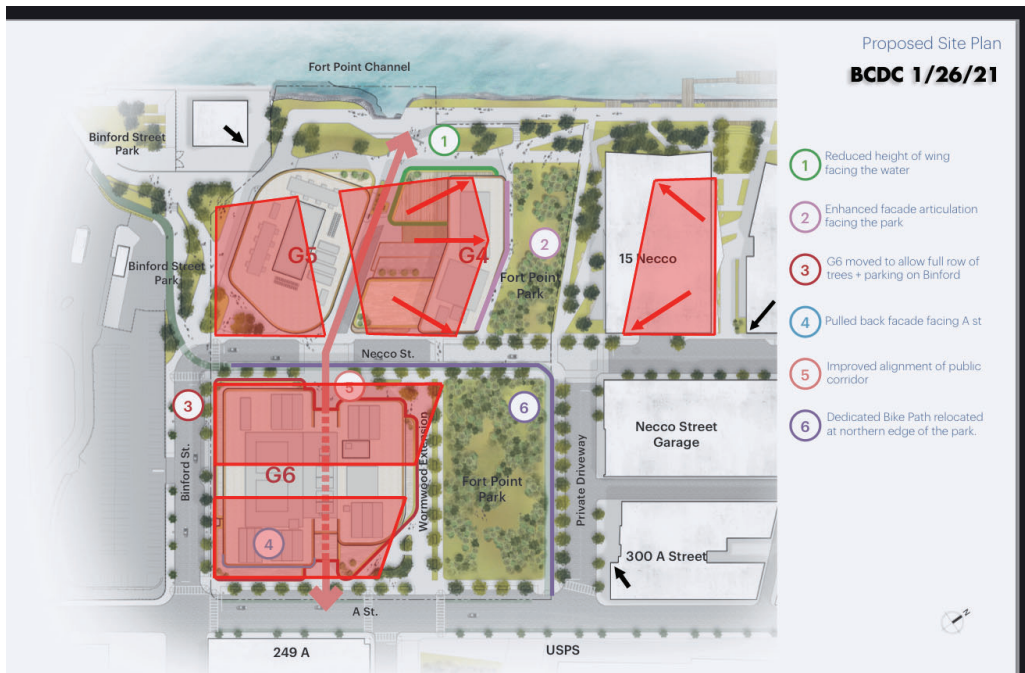 Proposed Site Plan
BCDC 1/26/21
Fort Point Channel
Binford Street
Park
1
1
Reduced height of wing
facing the water
2
Enhanced facade articulation
facing the park
3
G6 moved to allow full row of
trees + parking on Binford
4
Pulled back facade facing A st
5
Improved alignment of public
corridor
6
Dedicated Bike Path relocated
at northern edge of the park.
Binford Street
Park
G5
G4
2
Fort Point
Park
15 Necco
Necco St.
3
5
6
Binford St.
G6
4
Wormwood Extension
Fort Point
Park
Private Driveway
Necco Street
Garage
300 A Street
A St.
249 A
USPS
N